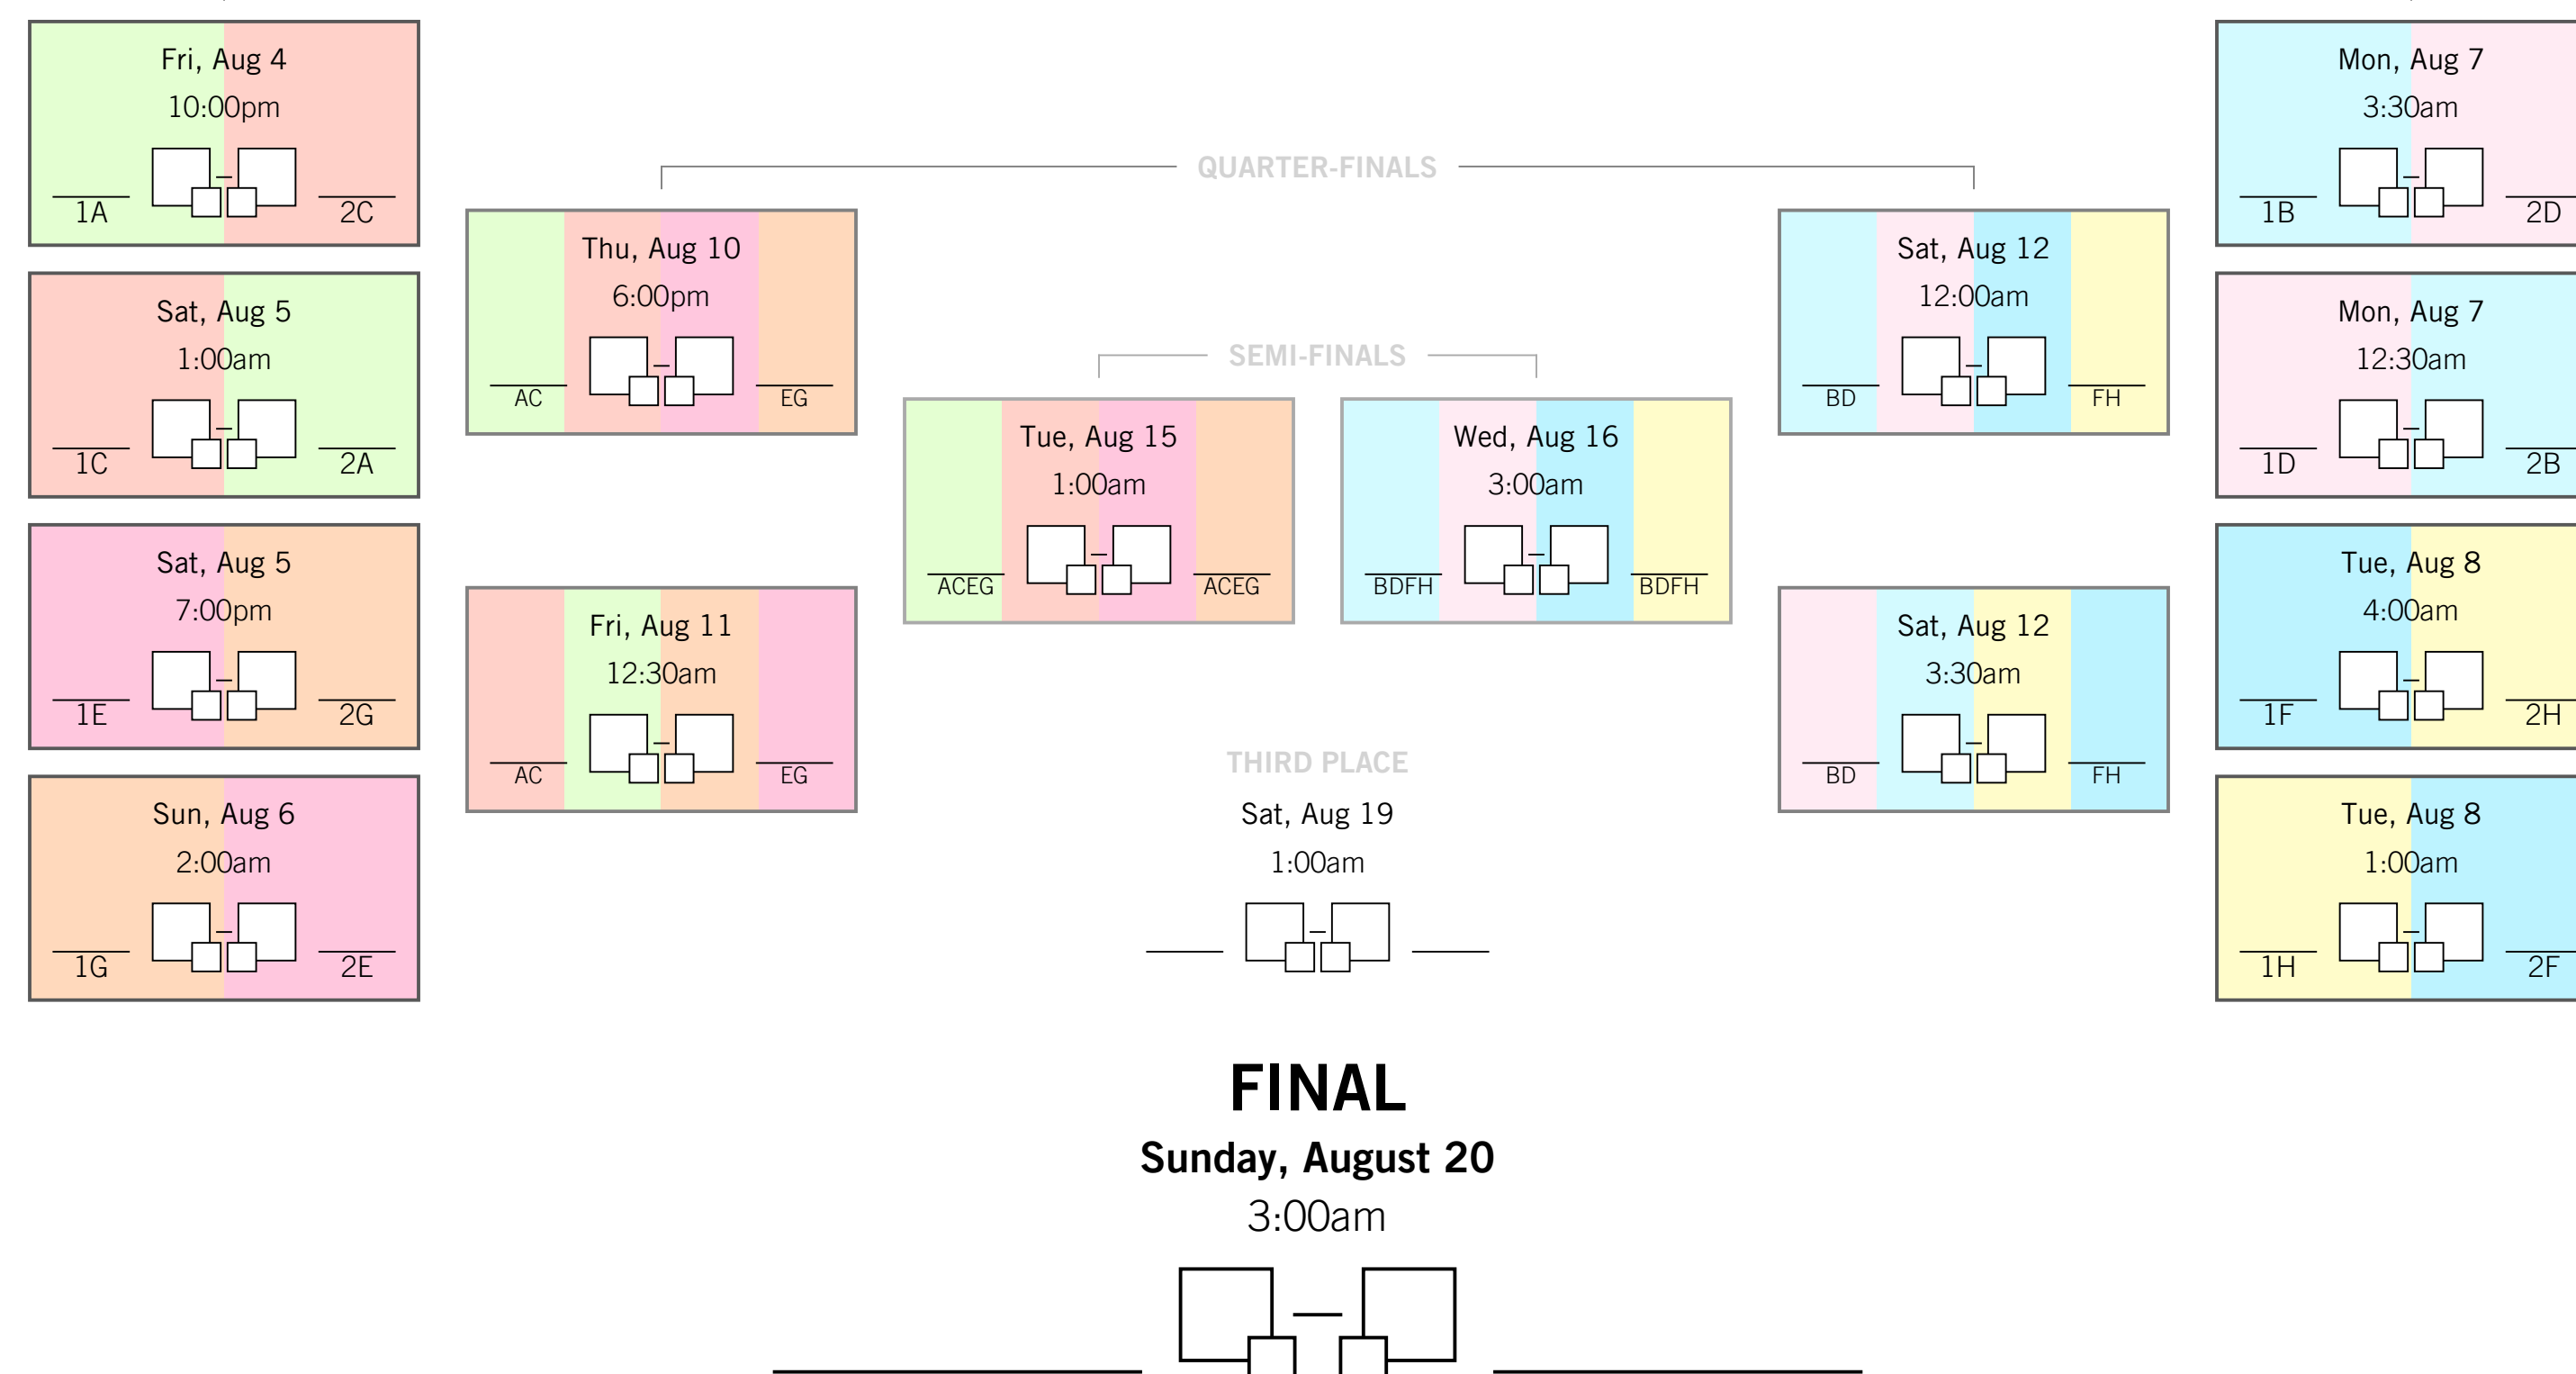 Fri, Aug 4
10:00pm
1A
2C
Sat, Aug 5
1:00am
1C
2A
Sat, Aug 5
7:00pm
1E
2G
Sun, Aug 6
2:00am
1G
2E
QUARTER-FINALS
Thu, Aug 10
6:00pm
AC
EG
Fri, Aug 11
12:30am
AC
EG
SEMI-FINALS
Tue, Aug 15
1:00am
ACEG
ACEG
Wed, Aug 16
3:00am
BDFH
BDFH
Sat, Aug 12
12:00am
BD
FH
Sat, Aug 12
3:30am
BD
FH
Mon, Aug 7
3:30am
1B
2D
Mon, Aug 7
12:30am
1D
2B
Tue, Aug 8
4:00am
1F
2H
Tue, Aug 8
1:00am
1H
2F
THIRD PLACE
Sat, Aug 19
1:00am
FINAL
Sunday, August 20
3:00am